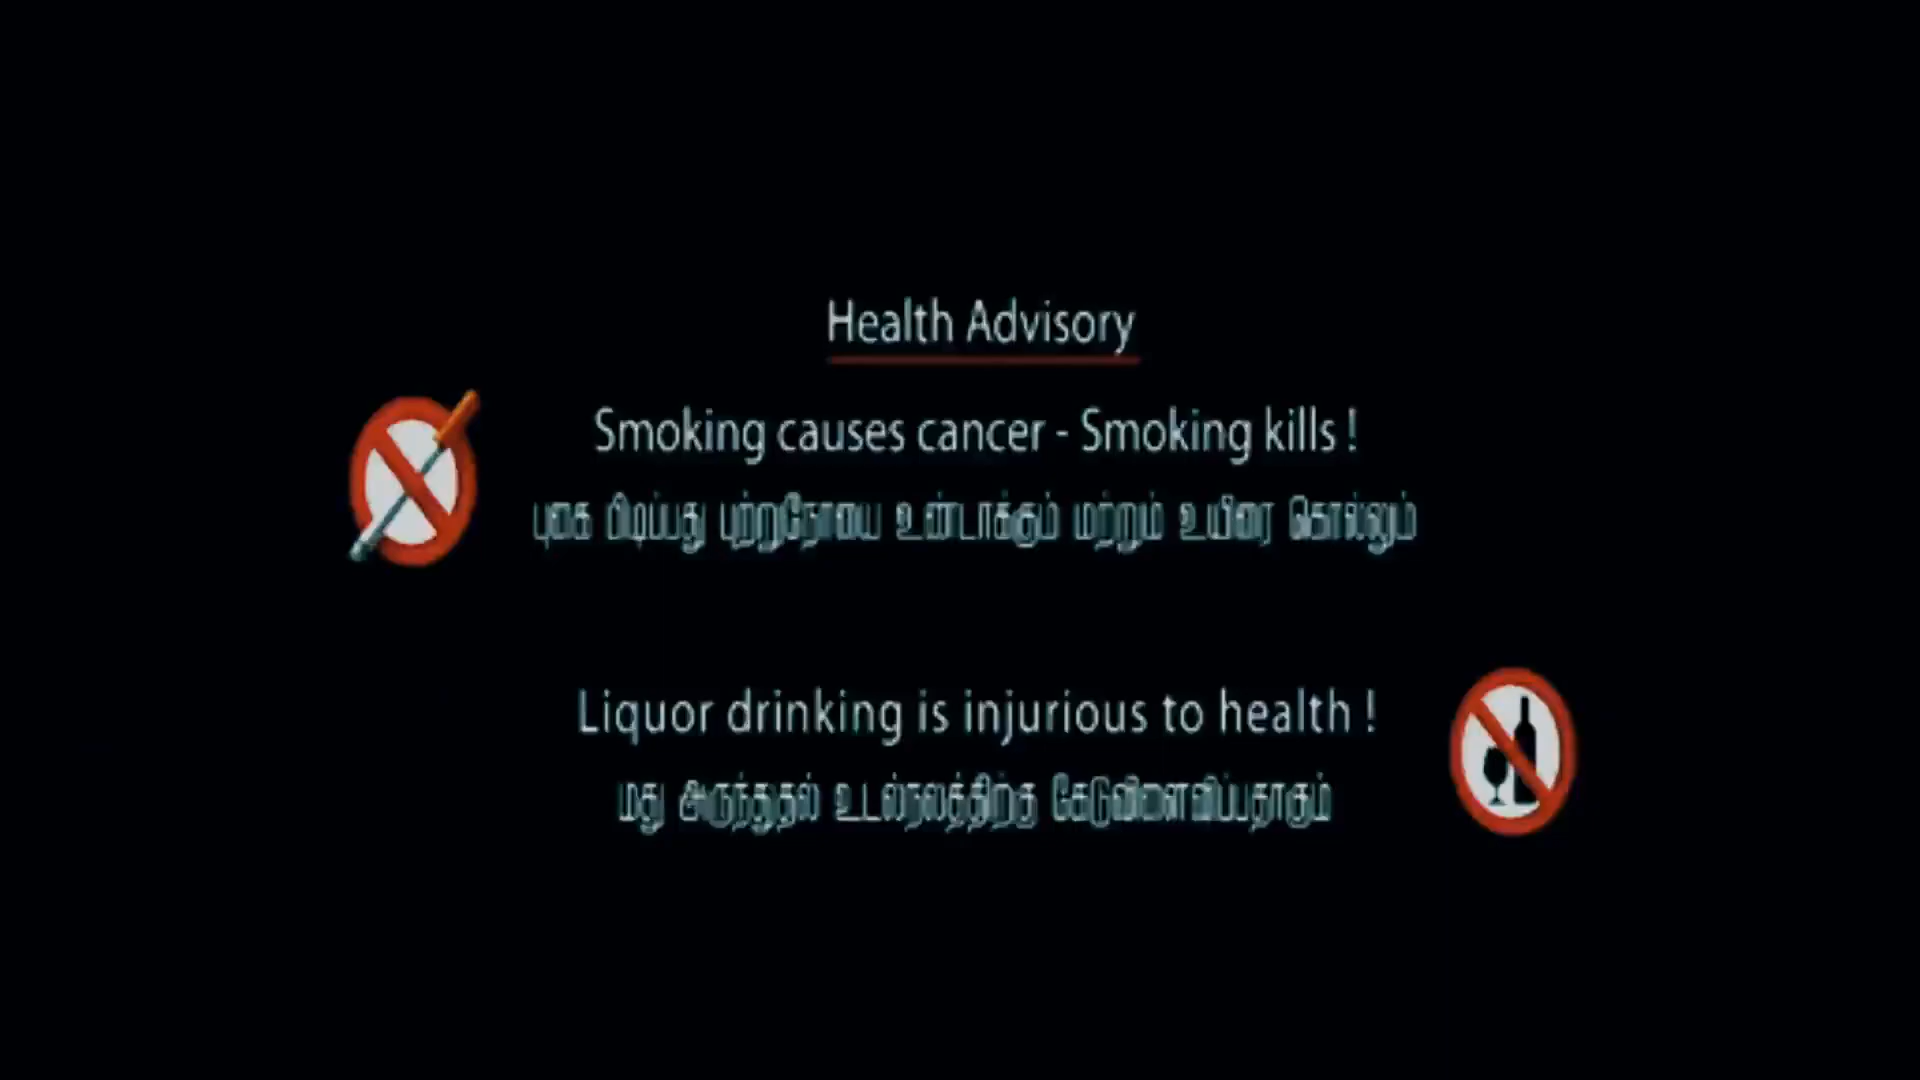 Health Advisory
Smoking causes cancer - Smoking kills !
புகை பிடிப்பது புற்றுநோயை உண்டாக்கும் மற்றும் உயிரை கொல்லும்
Liquor drinking is injurious to health !
மது அருந்துதல் உடல்நலத்திற்கு கேடுவிளைவிப்பதாகும்